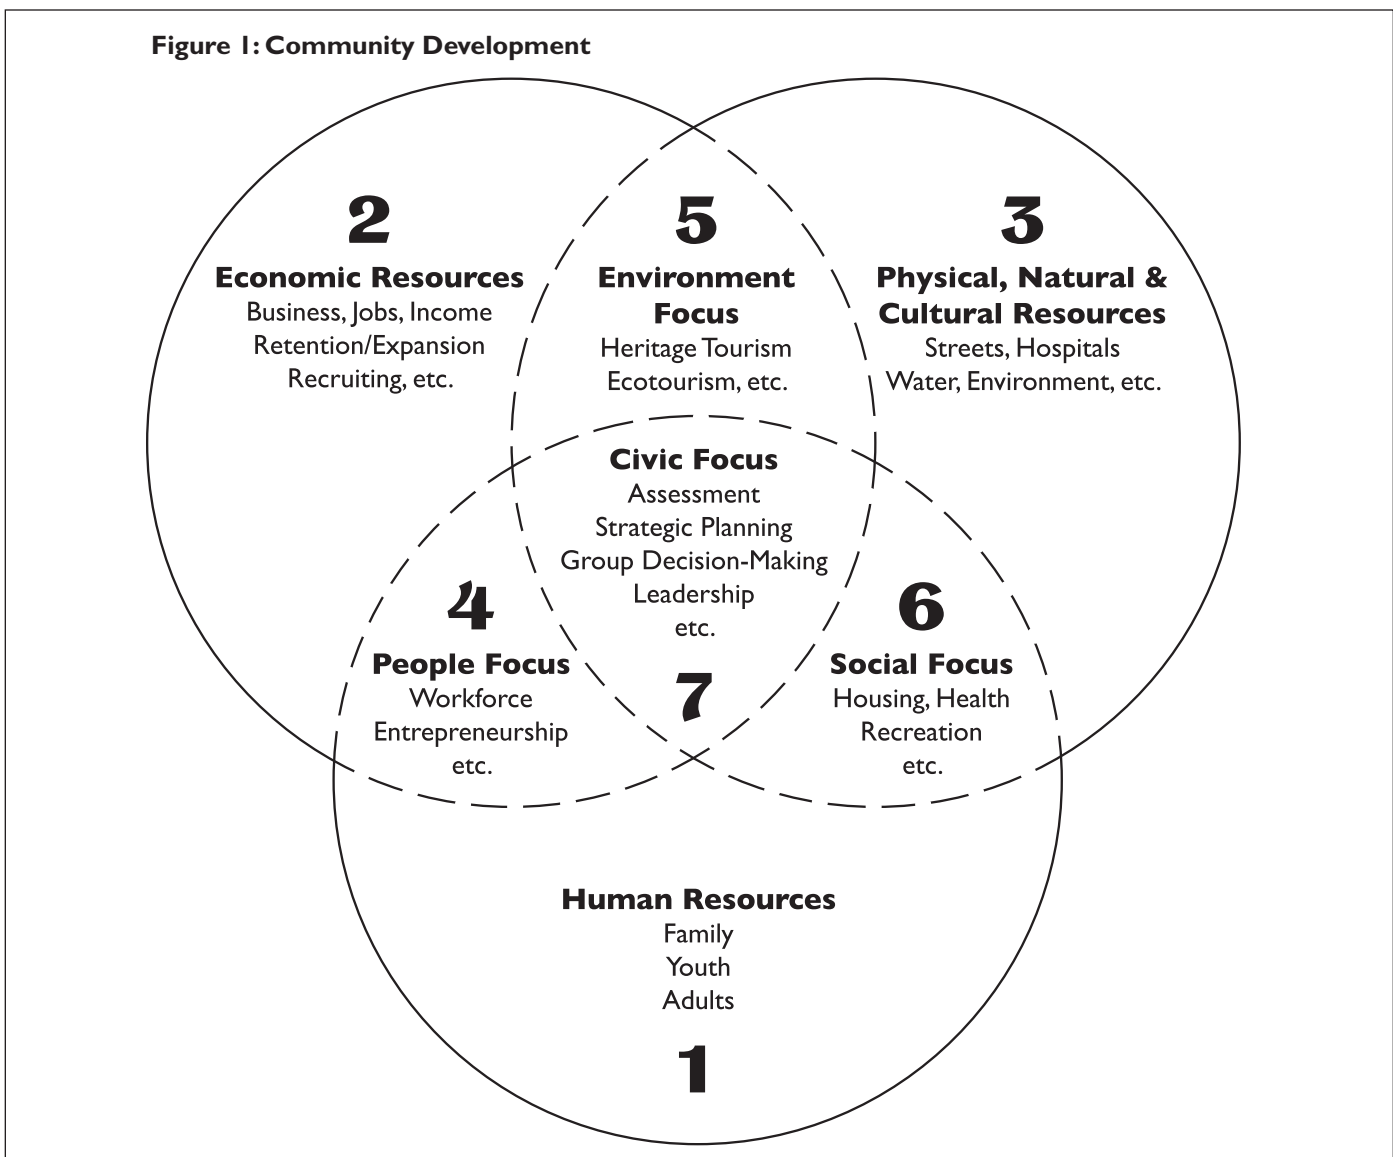 Figure 1: Community Development
2
Economic Resources
Business, Jobs, Income
Retention/Expansion
Recruiting, etc.
5
Environment
Focus
Heritage Tourism
Ecotourism, etc.
3
Physical, Natural &
Cultural Resources
Streets, Hospitals
Water, Environment, etc.
Civic Focus
Assessment
Strategic Planning
Group Decision-Making
Leadership
etc.
7
4
People Focus
Workforce
Entrepreneurship
etc.
6
Social Focus
Housing, Health
Recreation
etc.
Human Resources
Family
Youth
Adults
1